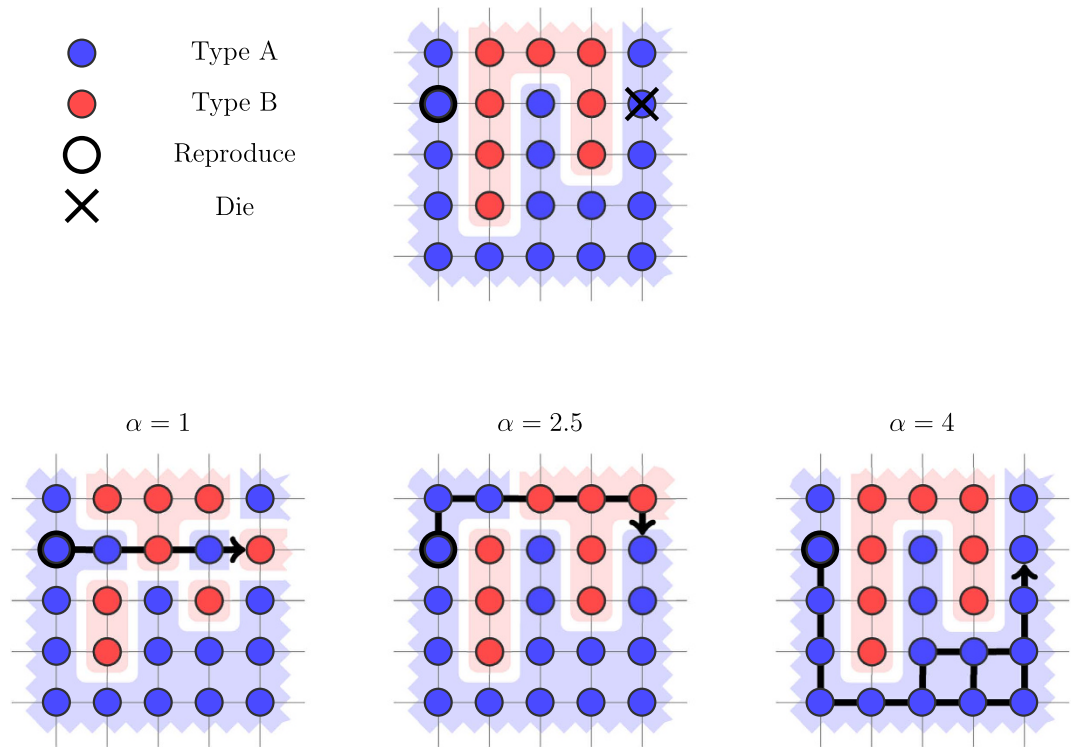 Type A
Type B
Reproduce
Die
α = 1
α = 2.5
α = 4